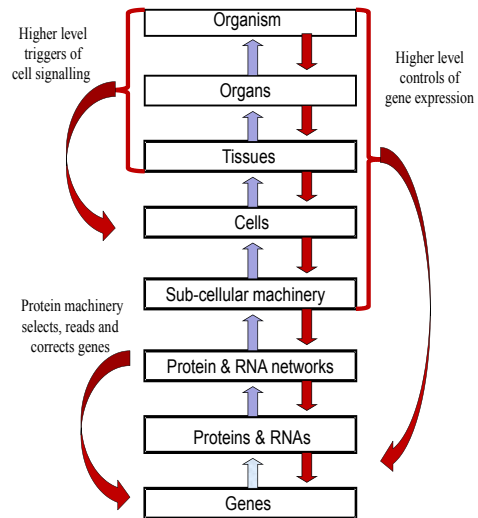 Organism
Higher level
triggers of
cell signalling
Higher level
controls of
gene expression
Organs
Tissues
Cells
Sub-cellular machinery
Protein machinery
selects, reads and
corrects genes
Protein & RNA networks
Proteins & RNAs
Genes